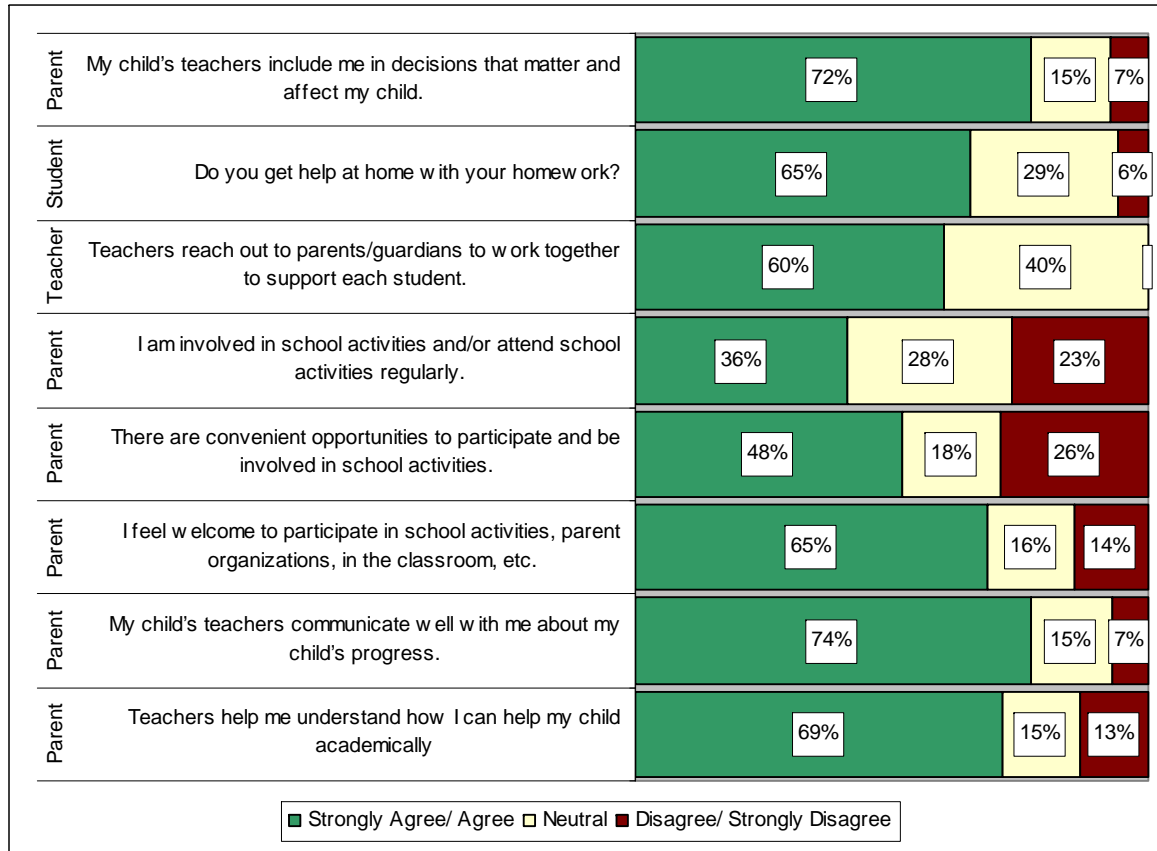 Parent
My child's teachers include me in decisions that matter and
affect my child.
72%
15%
7%
Student
Do you get help at home with your homework?
65%
29%
6%
Teacher
Teachers reach out to parents/guardians to work together
to support each student.
60%
40%
Parent
I am involved in school activities and/or attend school
activities regularly.
36%
28%
23%
Parent
There are convenient opportunities to participate and be
involved in school activities.
48%
18%
26%
Parent
I feel welcome to participate in school activities, parent
organizations, in the classroom, etc.
65%
16%
14%
Parent
My child's teachers communicate well with me about my
child's progress.
74%
15%
7%
Parent
Teachers help me understand how I can help my child
academically
69%
15%
13%
Strongly Agree/ Agree
Neutral
Disagree/ Strongly Disagree